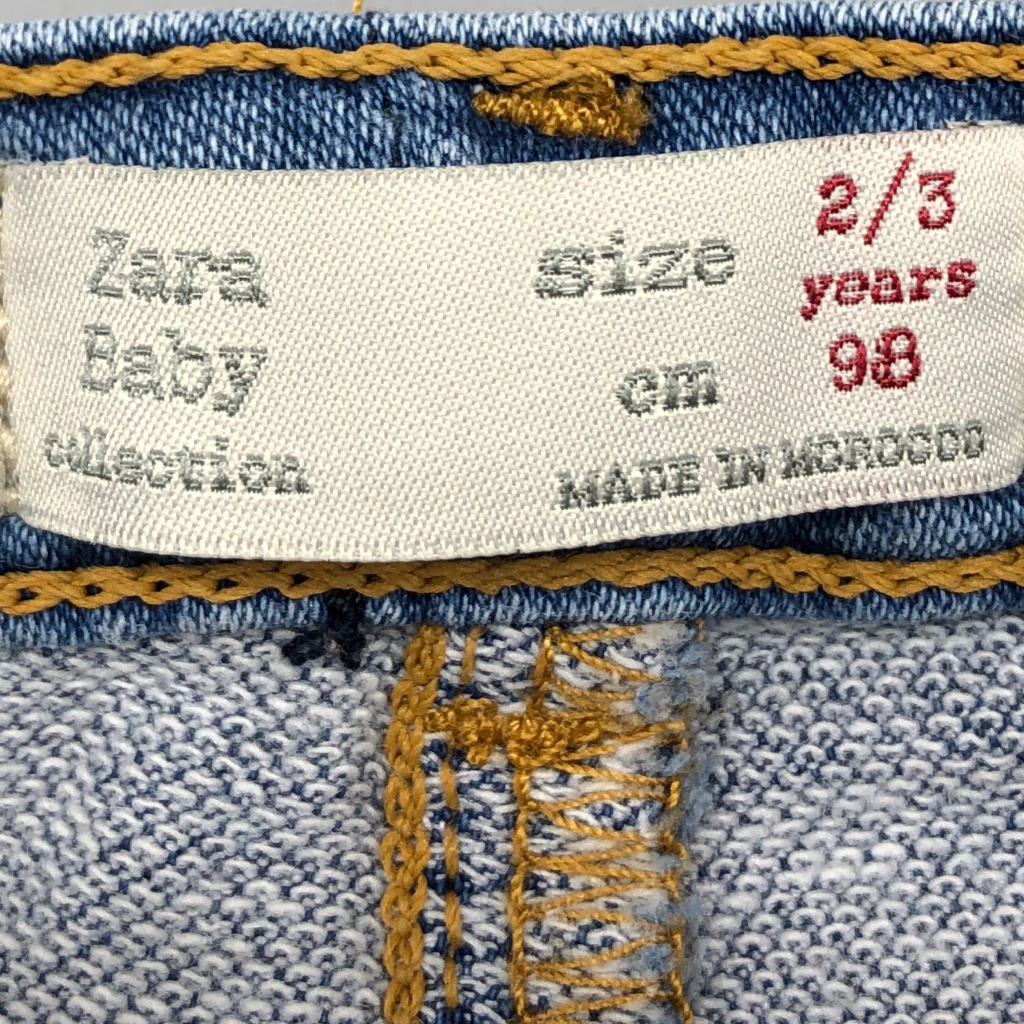 Zara
Baby
collection
size 2/3
years
cm 98
MADE IN MOROCCO